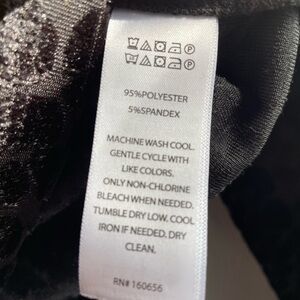 95%POLYESTER
5%SPANDEX
MACHINE WASH COOL.
GENTLE CYCLE WITH
LIKE COLORS.
ONLY NON-CHLORINE
BLEACH WHEN NEEDED.
TUMBLE DRY LOW. COOL
IRON IF NEEDED. DRY
CLEAN.
RN# 160656